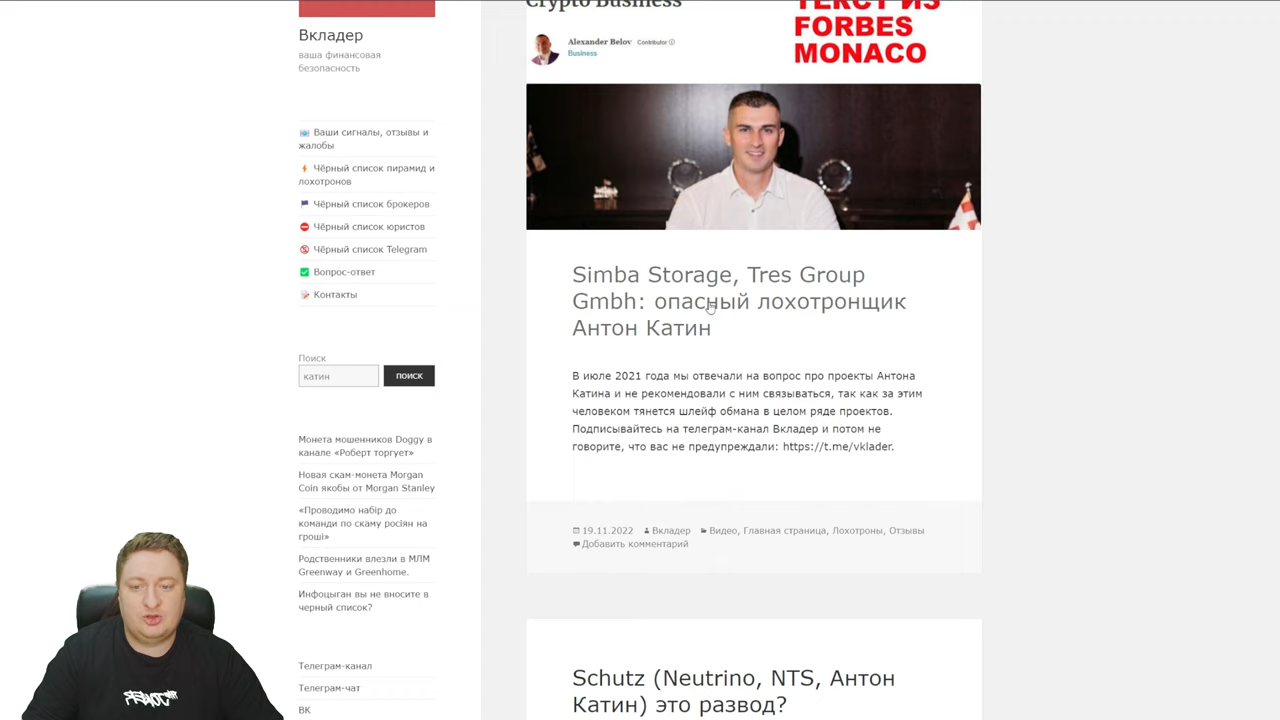 Вкладер
ваша финансовая
безопасность
Ваши сигналы, отзывы и
жалобы
Чёрный список пирамид и
лохотронов
Чёрный список брокеров
Чёрный список юристов
Чёрный список Telegram
Вопрос-ответ
Контакты
Поиск
катин
ПОИСК
Монета мошенников Doggy в
канале «Роберт торгует»
Новая скам-монета Morgan
Coin якобы от Morgan Stanley
«Проводимо набір до
команди по скаму росіян на
гроші»
Родственники влезли в МЛМ
Greenway и Greenhome.
Инфоцыган вы не вносите в
черный список?
Телеграм-канал
Телеграм-чат
ВК
Crypto Business
Alexander Belov Contributor
Business
ТЕКСТ ИЗ
FORBES
MONACO
Simba Storage, Tres Group
Gmbh: опасный лохотронщик
Антон Катин
В июле 2021 года мы отвечали на вопрос про проекты Антона
Катина и не рекомендовали с ним связываться, так как за этим
человеком тянется шлейф обмана в целом ряде проектов.
Подписывайтесь на телеграм-канал Вкладер и потом не
говорите, что вас не предупреждали: https://t.me/vklader.
19.11.2022 Вкладер Видео, Главная страница, Лохотроны, Отзывы
Добавить комментарий
Schutz (Neutrino, NTS, Антон
Катин) это развод?